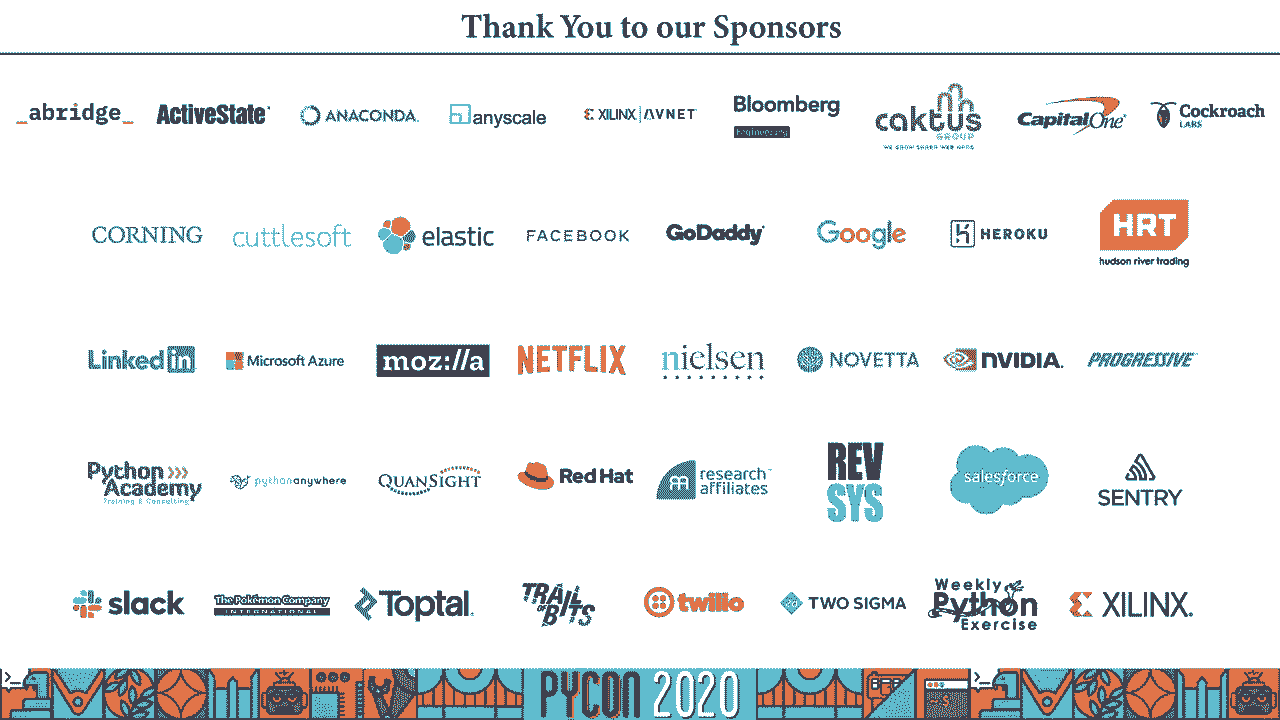 Thank You to our Sponsors
_abridge_ ActiveState ANACONDA. anyscale XILINX AVNET Bloomberg Engineering caktus GROUP CapitalOne Cockroach LABS
CORNING cuttlesoft elastic FACEBOOK GoDaddy Google HEROKU HRT hudson river trading
Linked in Microsoft Azure moz://a NETFLIX nielsen NOVETTA NVIDIA. PROGRESSIVE
Python Academy Training & Consulting pythonanywhere QUANSIGHT Red Hat research affiliates REV SYS salesforce SENTRY
slack The Pokémon Company INTERNATIONAL Toptal. TRAIL OF BITS twilio TWO SIGMA Weekly Python Exercise XILINX.
PYCON 2020